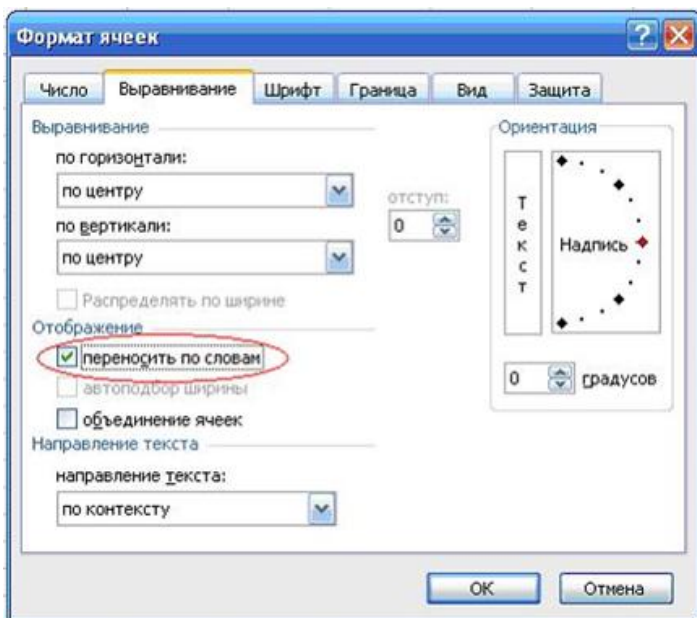 Формат ячеек
Число Выравнивание Шрифт Граница Вид Защита
Выравнивание
по горизонтали:
по центру
отступ:
по вертикали:
0
по центру
Распределять по ширине
Отображение
переносить по словам
автоподбор ширины
объединение ячеек
Направление текста
направление текста:
по контексту
Ориентация
Текст
Надпись
0 градусов
ОК Отмена